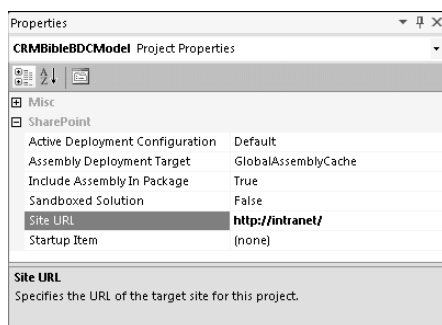 Properties
CRMBibleBDCModel Project Properties
Misc
SharePoint
Active Deployment Configuration Default
Assembly Deployment Target GlobalAssemblyCache
Include Assembly In Package True
Sandboxed Solution False
Site URL http://intranet/
Startup Item (none)
Site URL
Specifies the URL of the target site for this project.